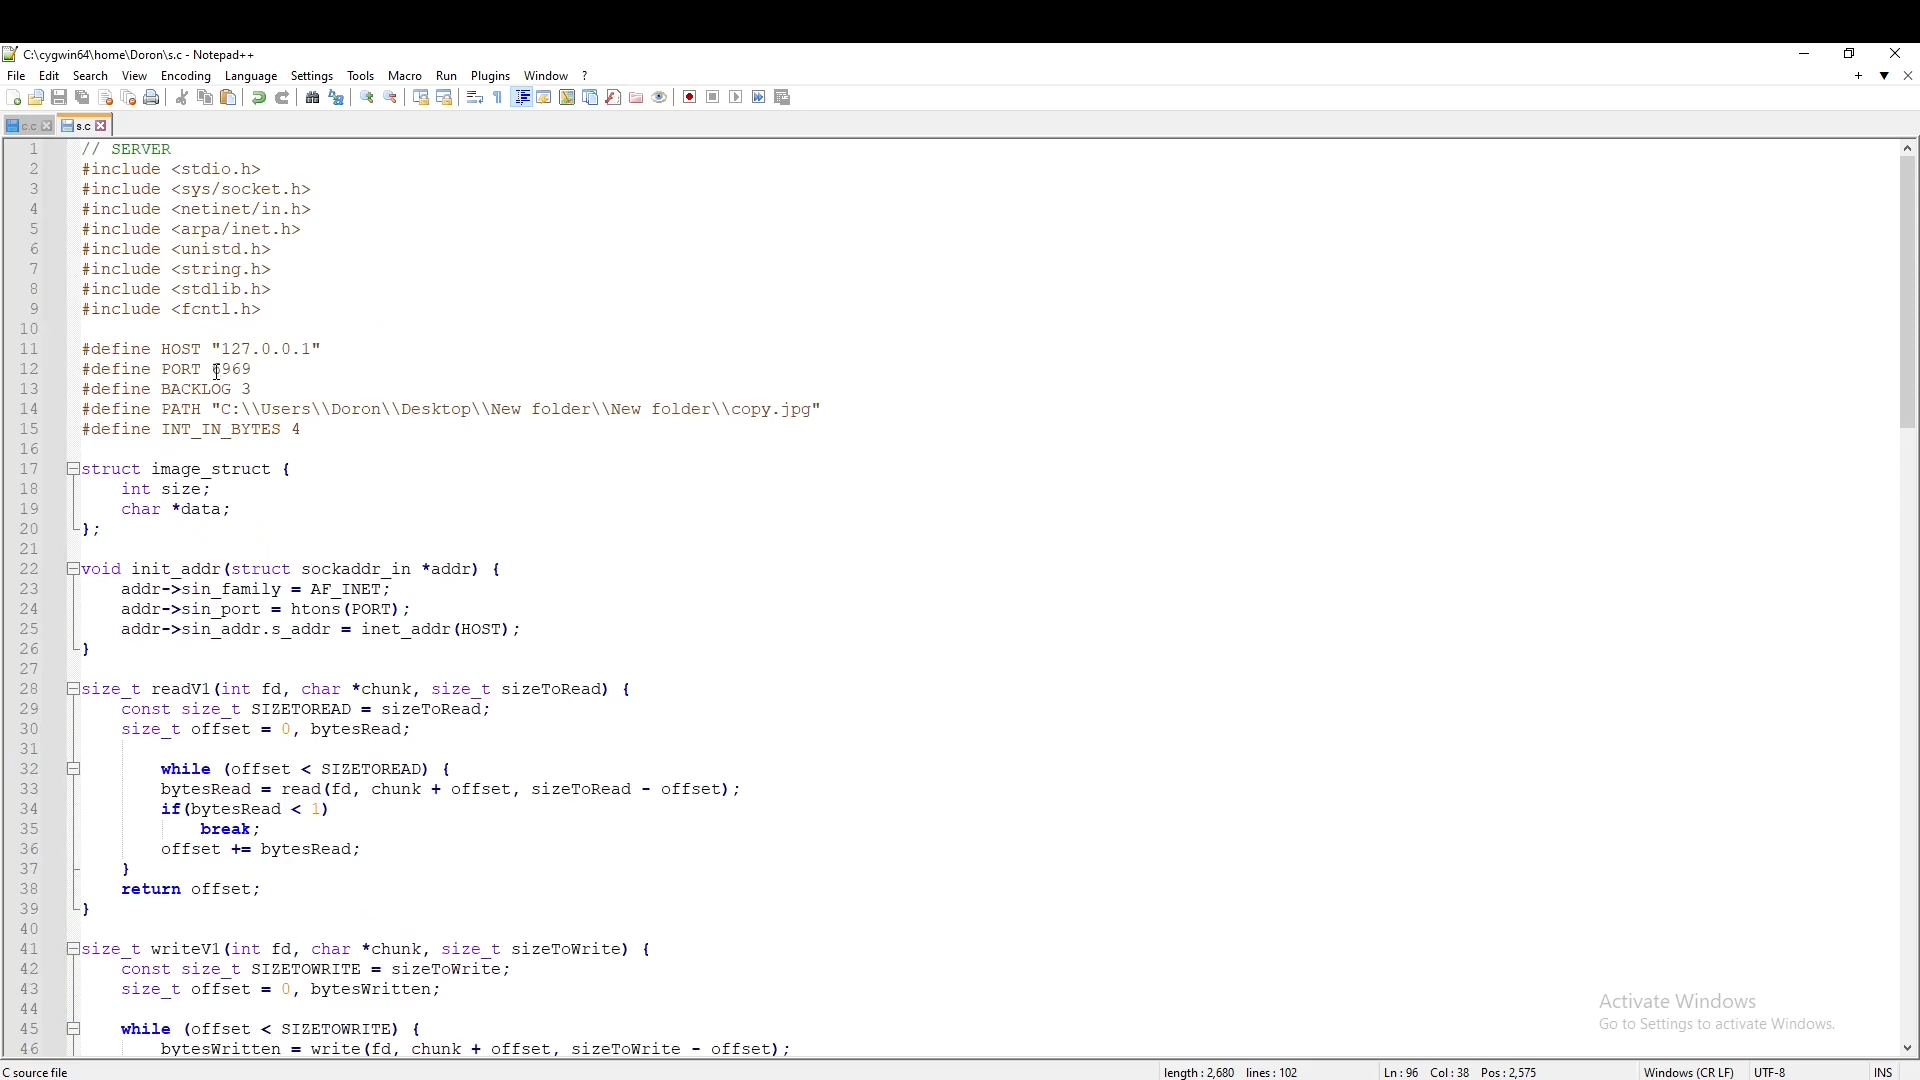 C:\cygwin64\home\Doron\s.c - Notepad++
File Edit Search View Encoding Language Settings Tools Macro Run Plugins Window ?
c.c s.c
1 // SERVER
2 #include <stdio.h>
3 #include <sys/socket.h>
4 #include <netinet/in.h>
5 #include <arpa/inet.h>
6 #include <unistd.h>
7 #include <string.h>
8 #include <stdlib.h>
9 #include <fcntl.h>
10
11 #define HOST "127.0.0.1"
12 #define PORT 6969
13 #define BACKLOG 3
14 #define PATH "C:\\Users\\Doron\\Desktop\\New folder\\New folder\\copy.jpg"
15 #define INT_IN_BYTES 4
16
17 struct image_struct {
18 int size;
19 char *data;
20 };
21
22 void init_addr(struct sockaddr_in *addr) {
23 addr->sin_family = AF_INET;
24 addr->sin_port = htons(PORT);
25 addr->sin_addr.s_addr = inet_addr(HOST);
26 }
27
28 size_t readV1(int fd, char *chunk, size_t sizeToRead) {
29 const size_t SIZETOREAD = sizeToRead;
30 size_t offset = 0, bytesRead;
31
32 while (offset < SIZETOREAD) {
33 bytesRead = read(fd, chunk + offset, sizeToRead - offset);
34 if(bytesRead < 1)
35 break;
36 offset += bytesRead;
37 }
38 return offset;
39 }
40
41 size_t writeV1(int fd, char *chunk, size_t sizeToWrite) {
42 const size_t SIZETOWRITE = sizeToWrite;
43 size_t offset = 0, bytesWritten;
44
45 while (offset < SIZETOWRITE) {
46 bytesWritten = write(fd, chunk + offset, sizeToWrite - offset);
Activate Windows
Go to Settings to activate Windows.
C source file length : 2,680 lines : 102 Ln : 96 Col : 38 Pos : 2,575 Windows (CR LF) UTF-8 INS